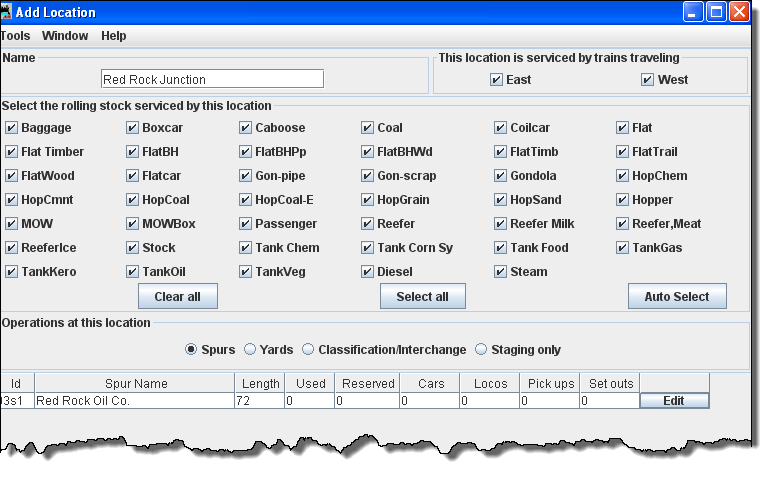 Add Location
Tools Window Help
Name
This location is serviced by trains traveling
Red Rock Junction
East West
Select the rolling stock serviced by this location
Baggage Boxcar Caboose Coal Coilcar Flat
Flat Timber FlatBH FlatBHPp FlatBHWd FlatTimb FlatTrail
FlatWood Flatcar Gon-pipe Gon-scrap Gondola HopChem
HopCmnt HopCoal HopCoal-E HopGrain HopSand Hopper
MOW MOWBox Passenger Reefer Reefer Milk Reefer,Meat
ReeferIce Stock Tank Chem Tank Corn Sy Tank Food TankGas
TankKero TankOil TankVeg Diesel Steam
Clear all Select all Auto Select
Operations at this location
Spurs Yards Classification/Interchange Staging only
Id Spur Name Length Used Reserved Cars Locos Pick ups Set outs
3s1 Red Rock Oil Co. 72 0 0 0 0 0 0 Edit